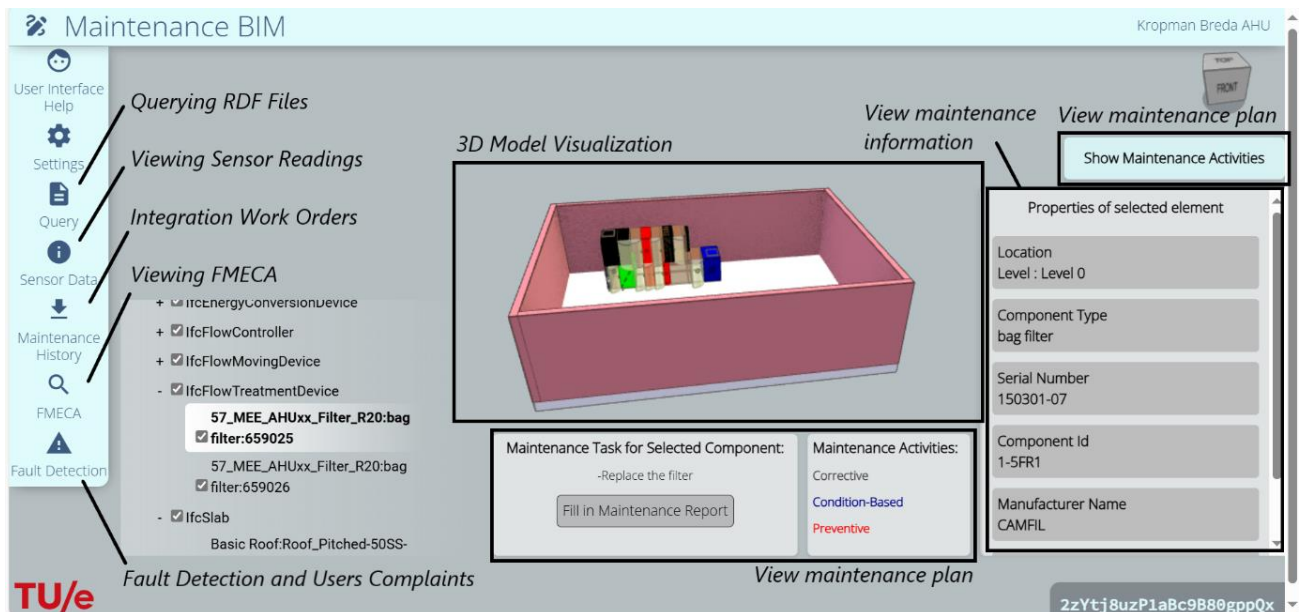 Maintenance BIM
Kropman Breda AHU
User Interface
Help
Settings
Query
Sensor Data
Maintenance
History
FMECA
Fault Detection
Querying RDF Files
Viewing Sensor Readings
Integration Work Orders
Viewing FMECA
+ IfcEnergyConversionDevice
+ IfcFlowController
+ IfcFlowMovingDevice
- IfcFlowTreatmentDevice
57_MEE_AHUxx_Filter_R20:bag
filter:659025
57_MEE_AHUxx_Filter_R20:bag
filter:659026
- IfcSlab
Basic Roof:Roof_Pitched-50SS-
Fault Detection and Users Complaints
TU/e
3D Model Visualization
Maintenance Task for Selected Component:
-Replace the filter
Fill in Maintenance Report
Maintenance Activities:
Corrective
Condition-Based
Preventive
View maintenance plan
TOP
FRONT
View maintenance
information
View maintenance plan
Show Maintenance Activities
Properties of selected element
Location
Level : Level 0
Component Type
bag filter
Serial Number
150301-07
Component Id
1-5FR1
Manufacturer Name
CAMFIL
2zYtj8uzP1aBc9B80gppQx